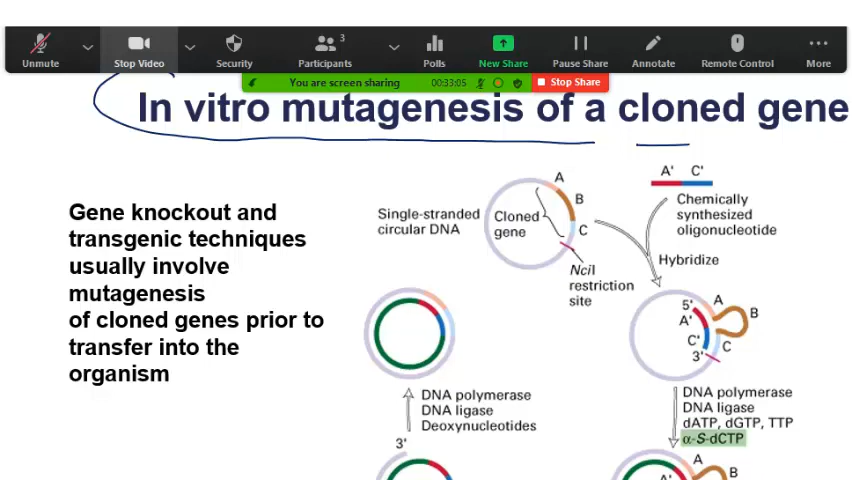 3
Unmute
Stop Video
Security
Participants
Polls
New Share
Pause Share
Annotate
Remote Control
More
You are screen sharing
00:33:05
Stop Share
In vitro mutagenesis of a cloned gene
Gene knockout and
transgenic techniques
usually involve
mutagenesis
of cloned genes prior to
transfer into the
organism
Single-stranded
circular DNA
Cloned
gene
A
B
C
NciI
restriction
site
A' C'
Chemically
synthesized
oligonucleotide
Hybridize
5'
A'
C'
3'
A
B
C
DNA polymerase
DNA ligase
Deoxynucleotides
3'
DNA polymerase
DNA ligase
dATP, dGTP, TTP
α-S-dCTP
A
B
A'